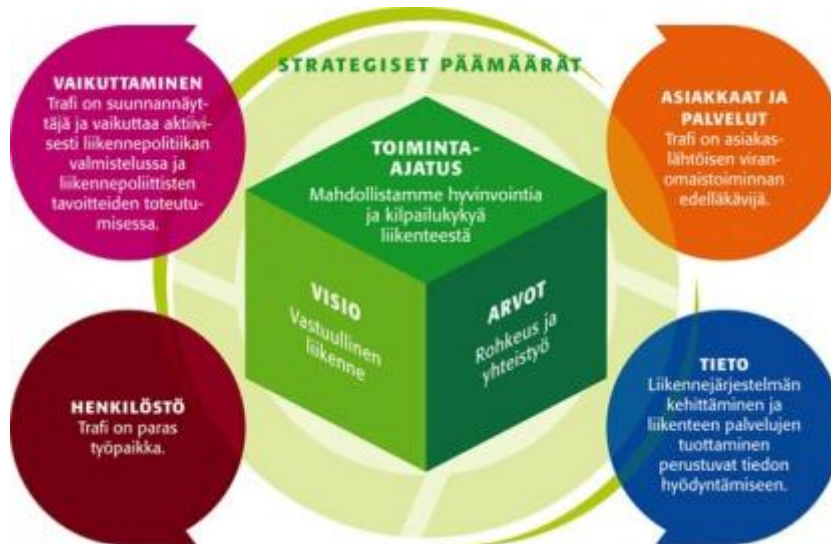 STRATEGISET PÄÄMÄÄRÄT
VAIKUTTAMINEN
Trafi on suunnannäyt-
täjä ja vaikuttaa aktiivi-
sesti liikennepolitiikan
valmistelussa ja
liikennepoliittisten
tavoitteiden toteutu-
misessa.
ASIAKKAAT JA
PALVELUT
Trafi on asiakas-
lähtöisen viran-
omaistoiminnan
edelläkävijä.
TOIMINTA-
AJATUS
Mahdollistamme hyvinvointia
ja kilpailukykyä
liikenteestä
VISIO
Vastuullinen
liikenne
ARVOT
Rohkeus ja
yhteistyö
HENKILÖSTÖ
Trafi on paras
työpaikka.
TIETO
Liikennejärjestelmän
kehittäminen ja
liikenteen palvelujen
tuottaminen
perustuvat tiedon
hyödyntämiseen.